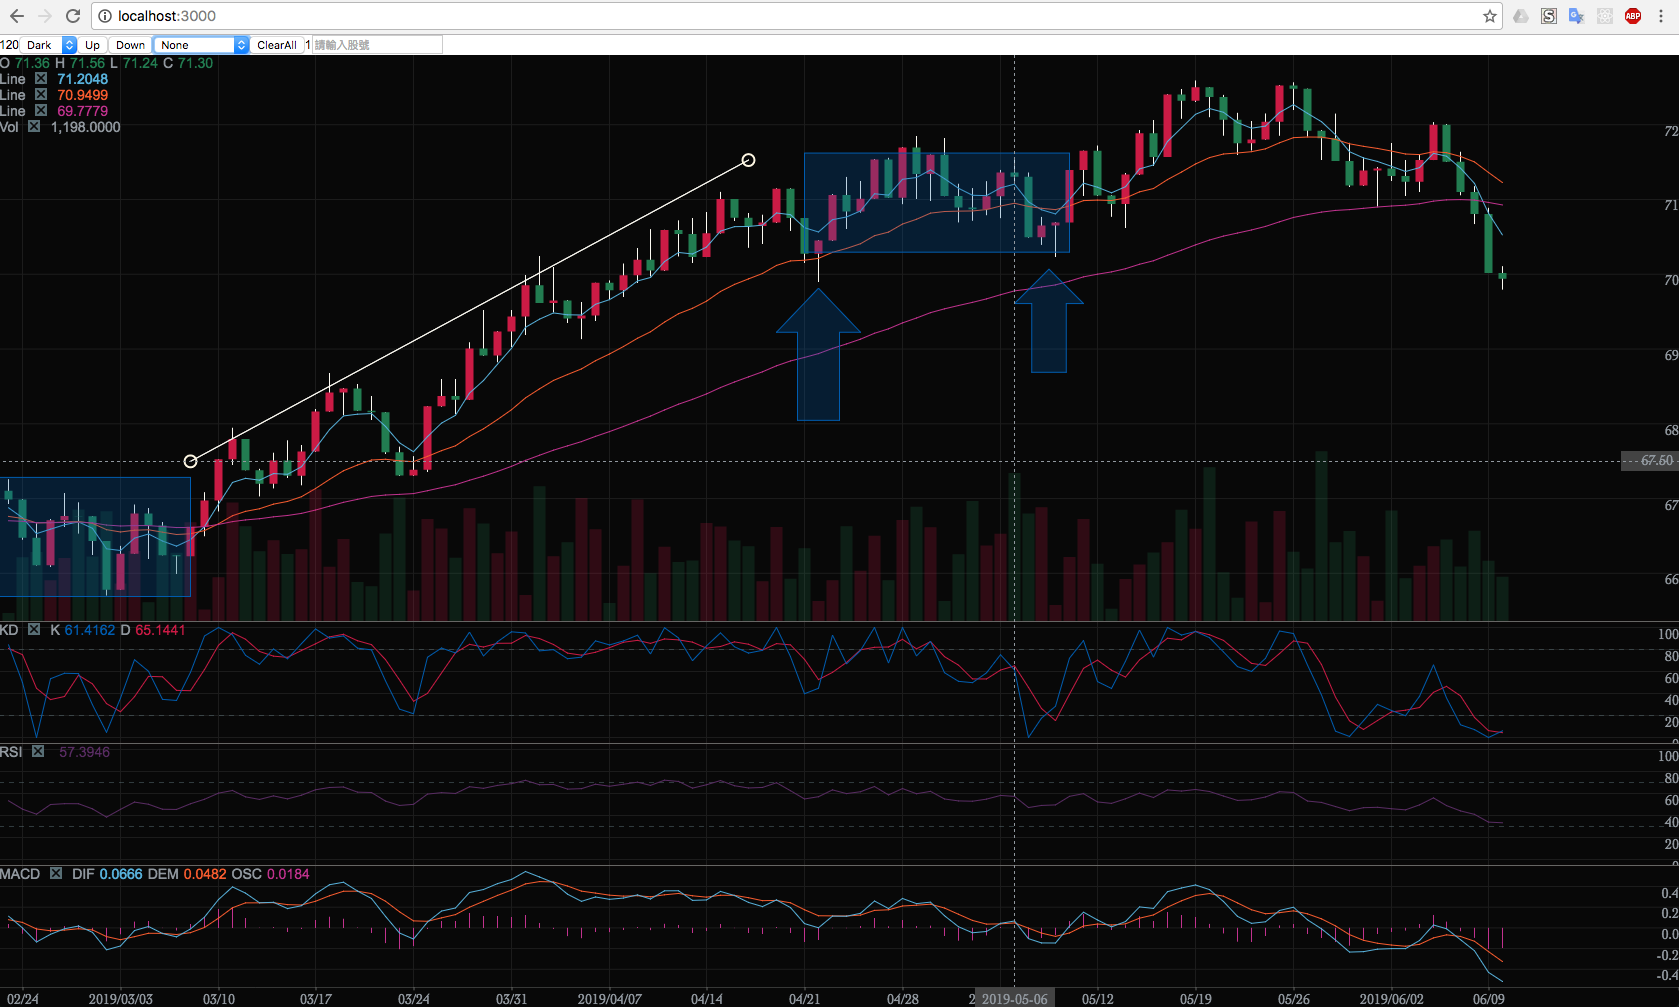 localhost:3000
120 Dark Up Down None ClearAll 1 請輸入股號
O 71.36 H 71.56 L 71.24 C 71.30
Line 71.2048
Line 70.9499
Line 69.7779
Vol 1,198.0000
72
71
70
69
68
67.50
67
66
KD K 61.4162 D 65.1441
100
80
60
40
20
RSI 57.3946
100
80
60
40
20
MACD DIF 0.0666 DEM 0.0482 OSC 0.0184
0.4
0.2
0.0
-0.2
-0.4
02/24 2019/03/03 03/10 03/17 03/24 03/31 2019/04/07 04/14 04/21 04/28 2019-05-06 05/12 05/19 05/26 2019/06/02 06/09
ABP